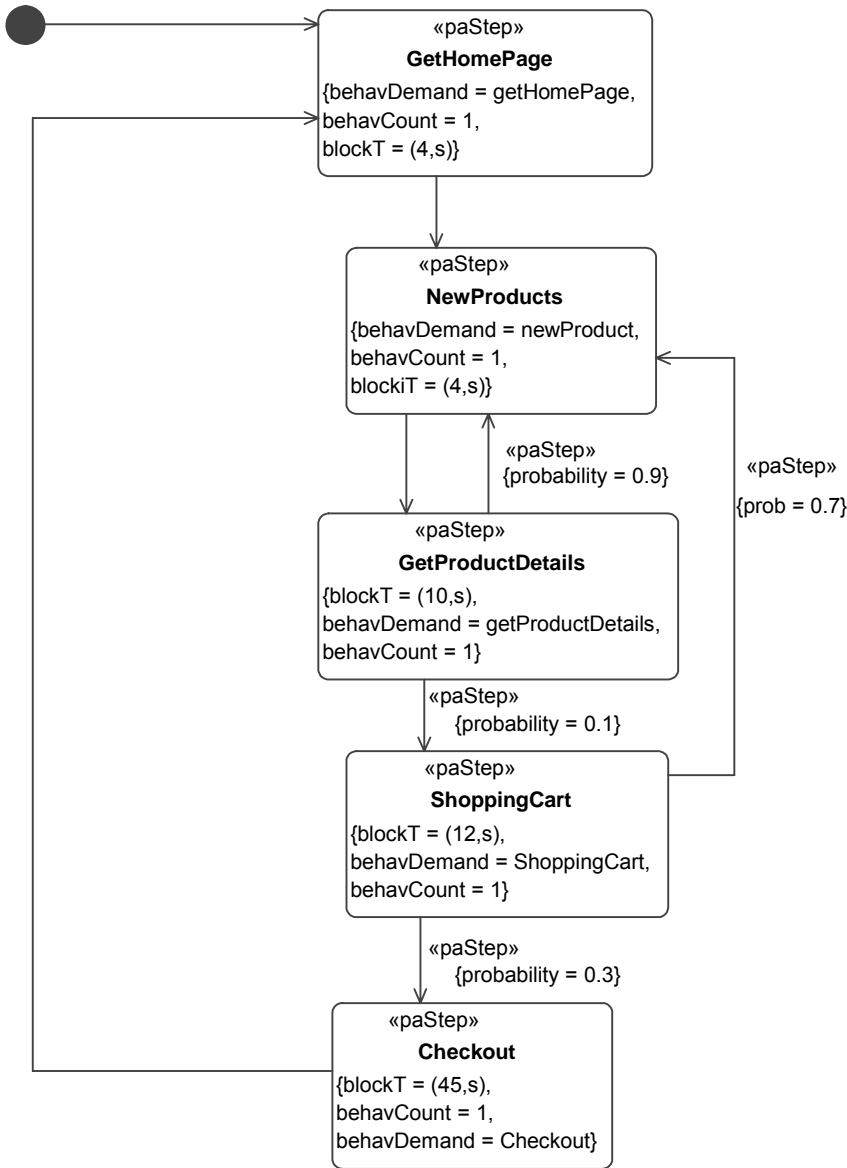 «paStep»
GetHomePage
{behavDemand = getHomePage,
behavCount = 1,
blockT = (4,s)}
«paStep»
NewProducts
{behavDemand = newProduct,
behavCount = 1,
blockiT = (4,s)}
«paStep»
{probability = 0.9}
«paStep»
{prob = 0.7}
«paStep»
GetProductDetails
{blockT = (10,s),
behavDemand = getProductDetails,
behavCount = 1}
«paStep»
{probability = 0.1}
«paStep»
ShoppingCart
{blockT = (12,s),
behavDemand = ShoppingCart,
behavCount = 1}
«paStep»
{probability = 0.3}
«paStep»
Checkout
{blockT = (45,s),
behavCount = 1,
behavDemand = Checkout}